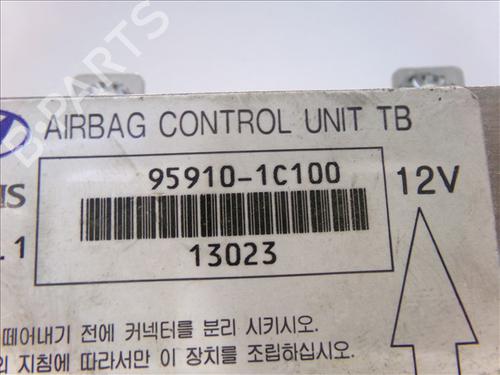 AIRBAG CONTROL UNIT TB
95910-1C100
12V
13023
1
떼어내기 전에 커넥터를 분리 시키시오.
지침에 따라서만 이 장치를 조립하십시오.
B-PARTS